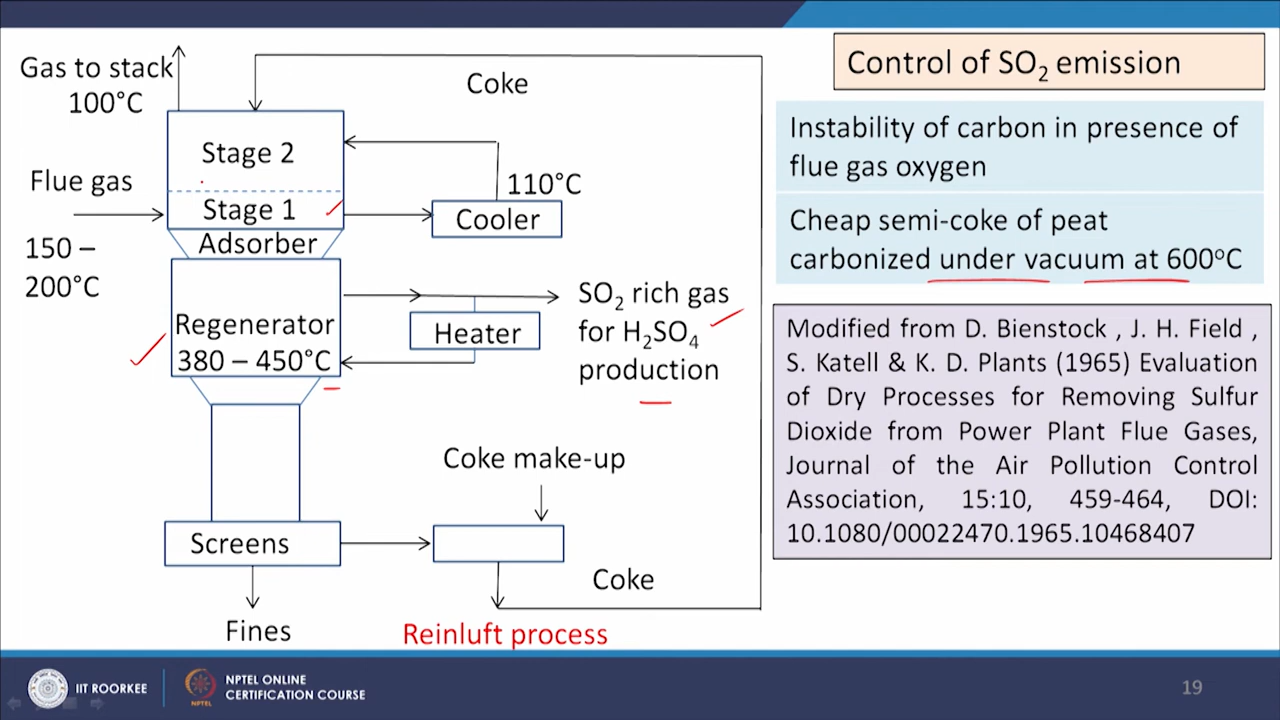 Gas to stack
100°C
Coke
Stage 2
Flue gas
110°C
Stage 1
Cooler
150 –
200°C
Adsorber
SO2 rich gas
for H2SO4
production
Regenerator
380 – 450°C
Heater
Coke make-up
Screens
Coke
Fines
Reinluft process
Control of SO2 emission
Instability of carbon in presence of
flue gas oxygen
Cheap semi-coke of peat
carbonized under vacuum at 600°C
Modified from D. Bienstock , J. H. Field ,
S. Katell & K. D. Plants (1965) Evaluation
of Dry Processes for Removing Sulfur
Dioxide from Power Plant Flue Gases,
Journal of the Air Pollution Control
Association, 15:10, 459-464, DOI:
10.1080/00022470.1965.10468407
IIT ROORKEE
NPTEL
NPTEL ONLINE
CERTIFICATION COURSE
19